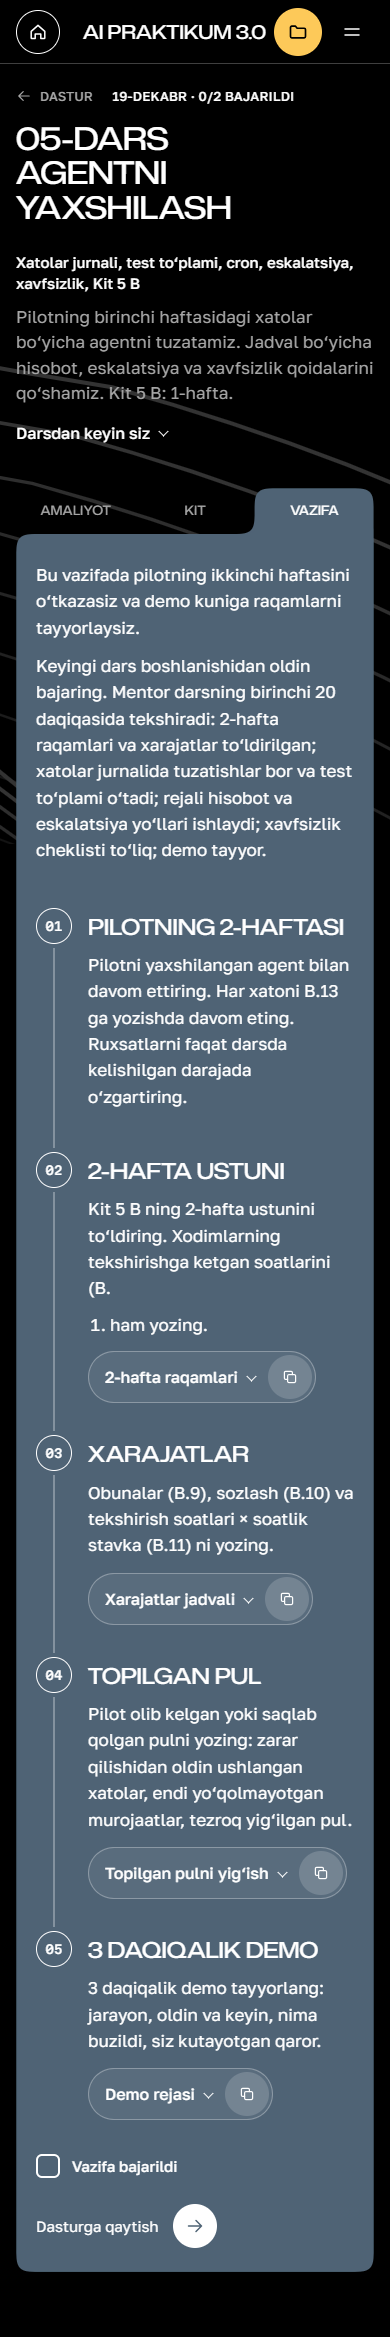 AI PRAKTIKUM 3.0
← DASTUR 19-DEKABR · 0/2 BAJARILDI
05-DARS
AGENTNI
YAXSHILASH
Xatolar jurnali, test to‘plami, cron, eskalatsiya,
xavfsizlik, Kit 5 B
Pilotning birinchi haftasidagi xatolar
bo‘yicha agentni tuzatamiz. Jadval bo‘yicha
hisobot, eskalatsiya va xavfsizlik qoidalarini
qo‘shamiz. Kit 5 B: 1-hafta.
Darsdan keyin siz
AMALIYOT KIT VAZIFA
Bu vazifada pilotning ikkinchi haftasini
o‘tkazasiz va demo kuniga raqamlarni
tayyorlaysiz.
Keyingi dars boshlanishidan oldin
bajaring. Mentor darsning birinchi 20
daqiqasida tekshiradi: 2-hafta
raqamlari va xarajatlar to‘ldirilgan;
xatolar jurnalida tuzatishlar bor va test
to‘plami o‘tadi; rejali hisobot va
eskalatsiya yo‘llari ishlaydi; xavfsizlik
cheklisti to‘liq; demo tayyor.
01 PILOTNING 2-HAFTASI
Pilotni yaxshilangan agent bilan
davom ettiring. Har xatoni B.13
ga yozishda davom eting.
Ruxsatlarni faqat darsda
kelishilgan darajada
o‘zgartiring.
02 2-HAFTA USTUNI
Kit 5 B ning 2-hafta ustunini
to‘ldiring. Xodimlarning
tekshirishga ketgan soatlarini
(B.
1. ham yozing.
2-hafta raqamlari
03 XARAJATLAR
Obunalar (B.9), sozlash (B.10) va
tekshirish soatlari × soatlik
stavka (B.11) ni yozing.
Xarajatlar jadvali
04 TOPILGAN PUL
Pilot olib kelgan yoki saqlab
qolgan pulni yozing: zarar
qilishidan oldin ushlangan
xatolar, endi yo‘qolmayotgan
murojaatlar, tezroq yig‘ilgan pul.
Topilgan pulni yig‘ish
05 3 DAQIQALIK DEMO
3 daqiqalik demo tayyorlang:
jarayon, oldin va keyin, nima
buzildi, siz kutayotgan qaror.
Demo rejasi
Vazifa bajarildi
Dasturga qaytish →